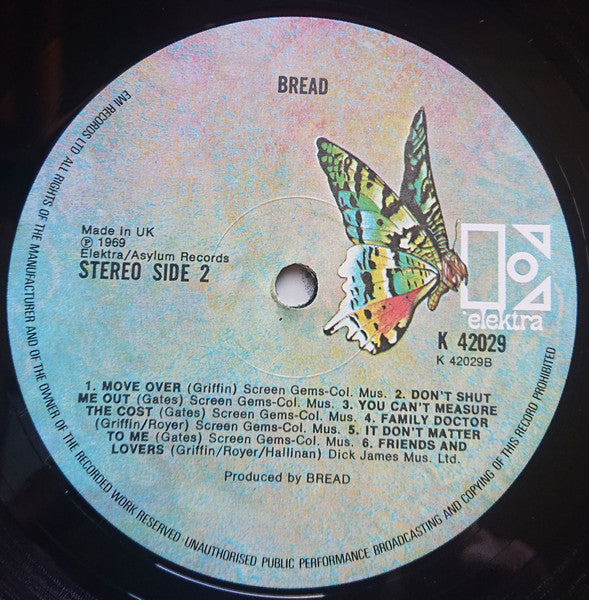 BREAD
Made in UK
℗ 1969
Elektra/Asylum Records
STEREO SIDE 2
elektra
K 42029
K 42029B
1. MOVE OVER (Griffin) Screen Gems-Col. Mus. 2. DON'T SHUT
ME OUT (Gates) Screen Gems-Col. Mus. 3. YOU CAN'T MEASURE
THE COST (Gates) Screen Gems-Col. Mus. 4. FAMILY DOCTOR
(Griffin/Royer) Screen Gems-Col. Mus. 5. IT DON'T MATTER
TO ME (Gates) Screen Gems-Col. Mus. 6. FRIENDS AND
LOVERS (Griffin/Royer/Hallinan) Dick James Mus. Ltd.
Produced by BREAD
EMI RECORDS LTD ALL RIGHTS OF THE MANUFACTURER AND OF THE OWNER OF THE RECORDED WORK RESERVED·UNAUTHORISED PUBLIC PERFORMANCE BROADCASTING AND COPYING OF THIS RECORD PROHIBITED